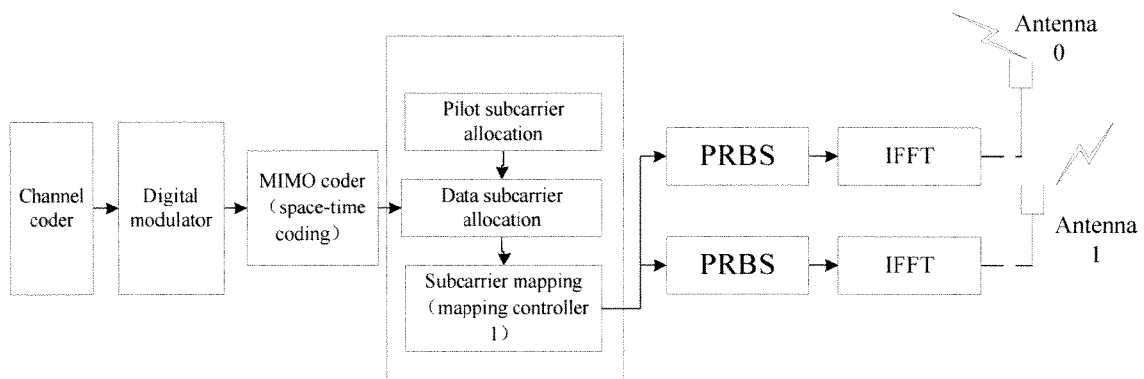 Channel
coder
Digital
modulator
MIMO coder
（space-time
coding）
Pilot subcarrier
allocation
Data subcarrier
allocation
Subcarrier mapping
（mapping controller
1）
PRBS
IFFT
Antenna
0
PRBS
IFFT
Antenna
1